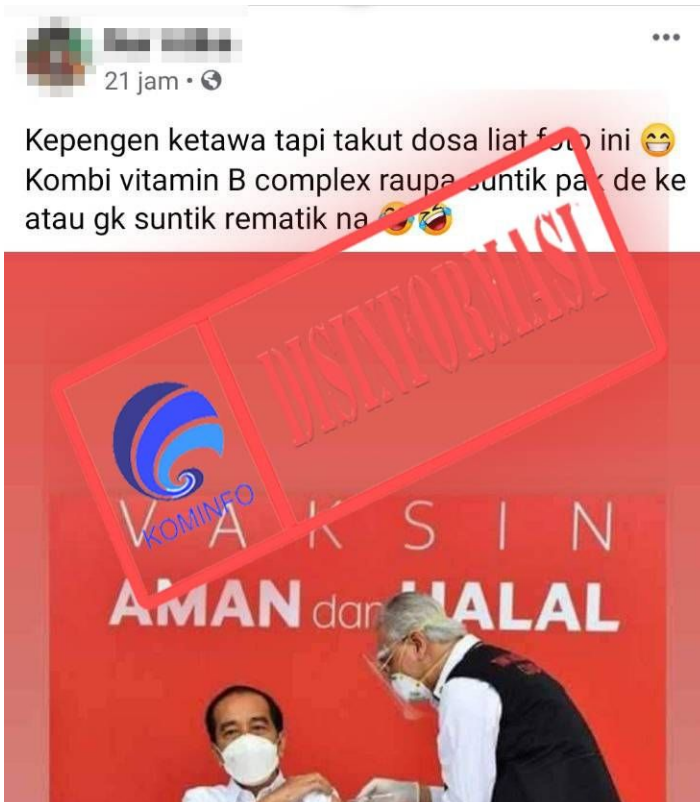 21 jam
Kepengen ketawa tapi takut dosa liat foto ini 😁
Kombi vitamin B complex raupa suntik pak de ke
atau gk suntik rematik na 🤣🤣
DISINFORMASI
KOMINFO
VAKSIN
AMAN dan HALAL